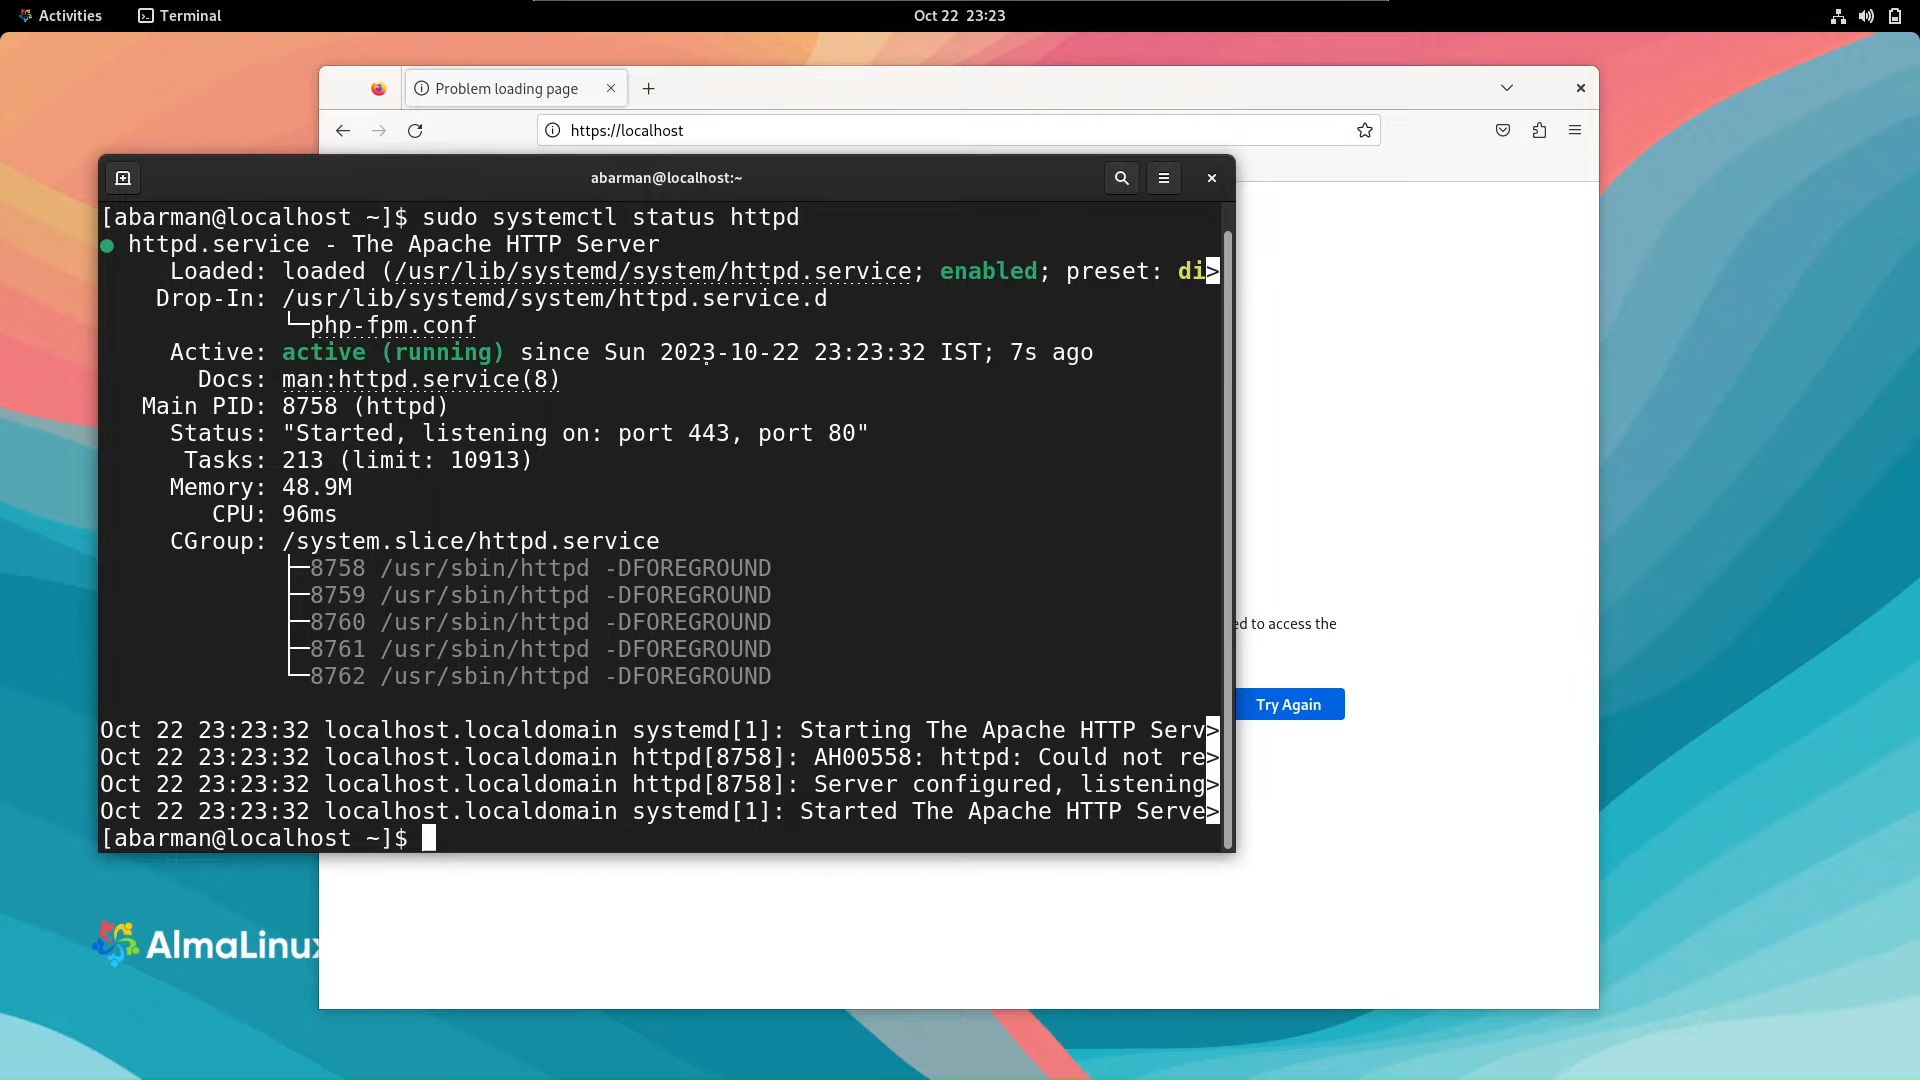 Activities
Terminal
Oct 22 23:23
Problem loading page
https://localhost
abarman@localhost:~
[abarman@localhost ~]$ sudo systemctl status httpd
● httpd.service - The Apache HTTP Server
Loaded: loaded (/usr/lib/systemd/system/httpd.service; enabled; preset: di>
Drop-In: /usr/lib/systemd/system/httpd.service.d
└─php-fpm.conf
Active: active (running) since Sun 2023-10-22 23:23:32 IST; 7s ago
Docs: man:httpd.service(8)
Main PID: 8758 (httpd)
Status: "Started, listening on: port 443, port 80"
Tasks: 213 (limit: 10913)
Memory: 48.9M
CPU: 96ms
CGroup: /system.slice/httpd.service
├─8758 /usr/sbin/httpd -DFOREGROUND
├─8759 /usr/sbin/httpd -DFOREGROUND
├─8760 /usr/sbin/httpd -DFOREGROUND
├─8761 /usr/sbin/httpd -DFOREGROUND
└─8762 /usr/sbin/httpd -DFOREGROUND
Oct 22 23:23:32 localhost.localdomain systemd[1]: Starting The Apache HTTP Serv>
Oct 22 23:23:32 localhost.localdomain httpd[8758]: AH00558: httpd: Could not re>
Oct 22 23:23:32 localhost.localdomain httpd[8758]: Server configured, listening>
Oct 22 23:23:32 localhost.localdomain systemd[1]: Started The Apache HTTP Serve>
[abarman@localhost ~]$
ed to access the
Try Again
AlmaLinux